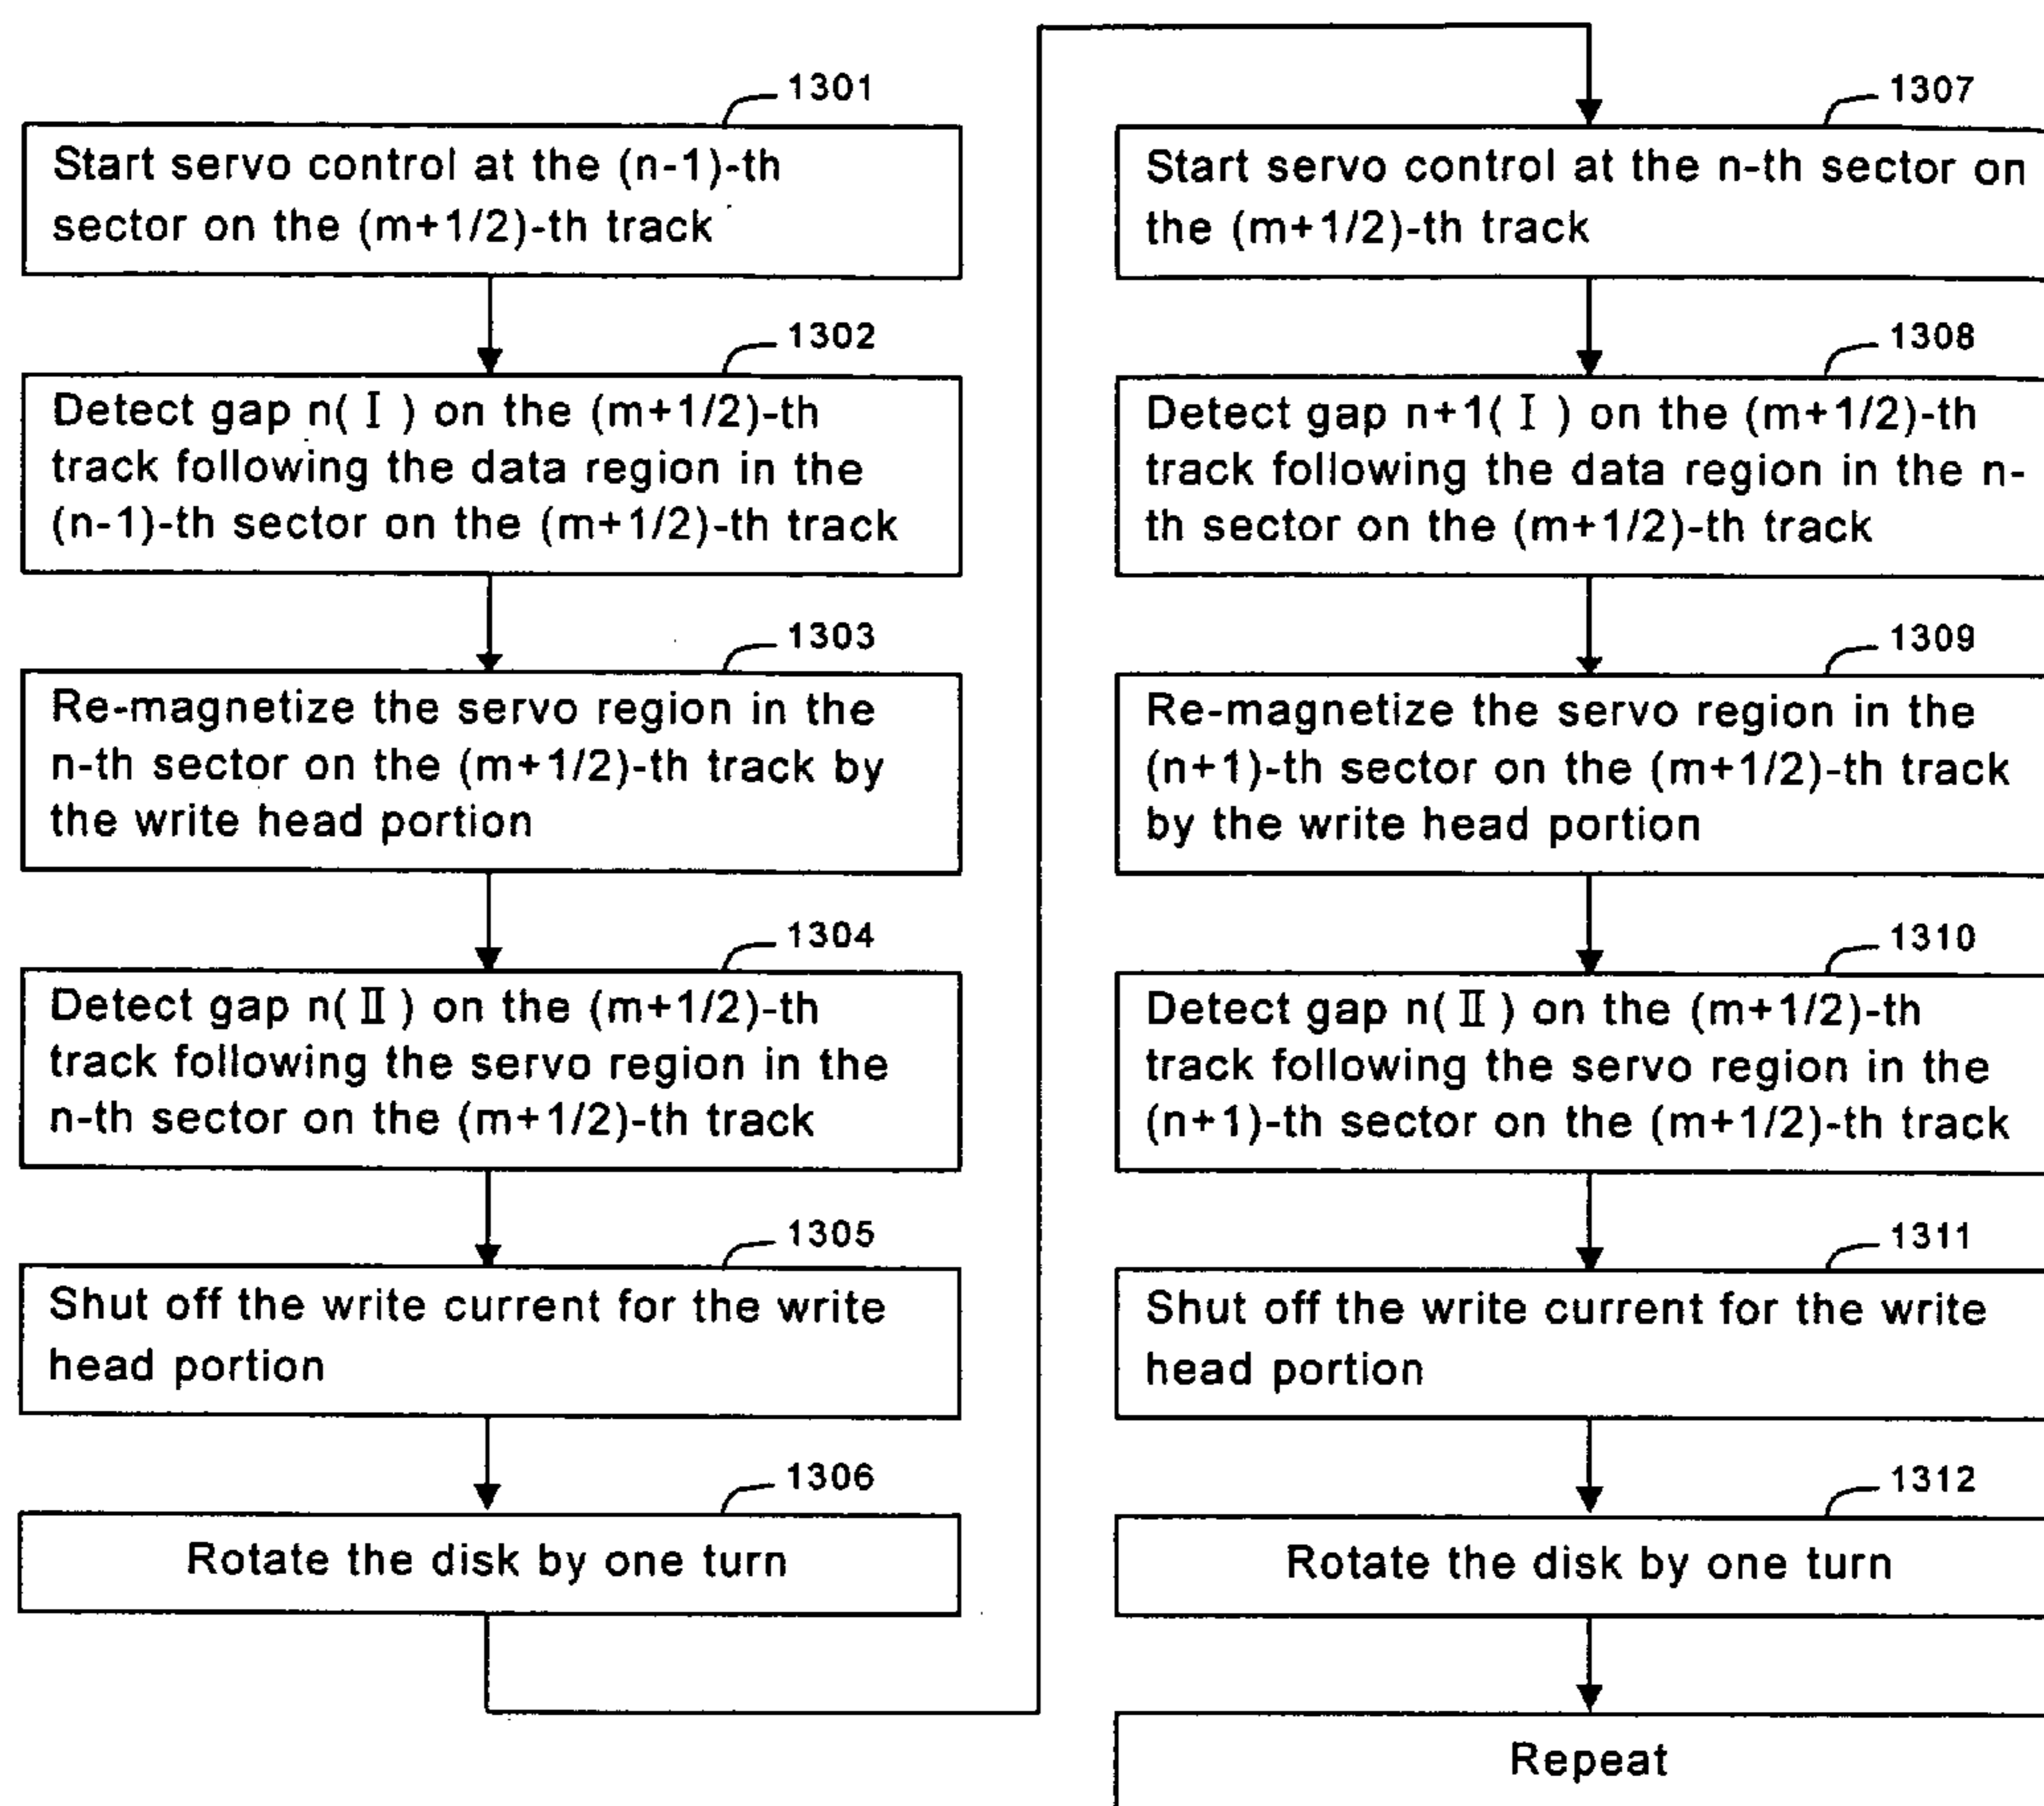 1301
Start servo control at the (n-1)-th
sector on the (m+1/2)-th track
1302
Detect gap n(Ⅰ) on the (m+1/2)-th
track following the data region in the
(n-1)-th sector on the (m+1/2)-th track
1303
Re-magnetize the servo region in the
n-th sector on the (m+1/2)-th track by
the write head portion
1304
Detect gap n(Ⅱ) on the (m+1/2)-th
track following the servo region in the
n-th sector on the (m+1/2)-th track
1305
Shut off the write current for the write
head portion
1306
Rotate the disk by one turn
1307
Start servo control at the n-th sector on
the (m+1/2)-th track
1308
Detect gap n+1(Ⅰ) on the (m+1/2)-th
track following the data region in the n-
th sector on the (m+1/2)-th track
1309
Re-magnetize the servo region in the
(n+1)-th sector on the (m+1/2)-th track
by the write head portion
1310
Detect gap n(Ⅱ) on the (m+1/2)-th
track following the servo region in the
(n+1)-th sector on the (m+1/2)-th track
1311
Shut off the write current for the write
head portion
1312
Rotate the disk by one turn
Repeat